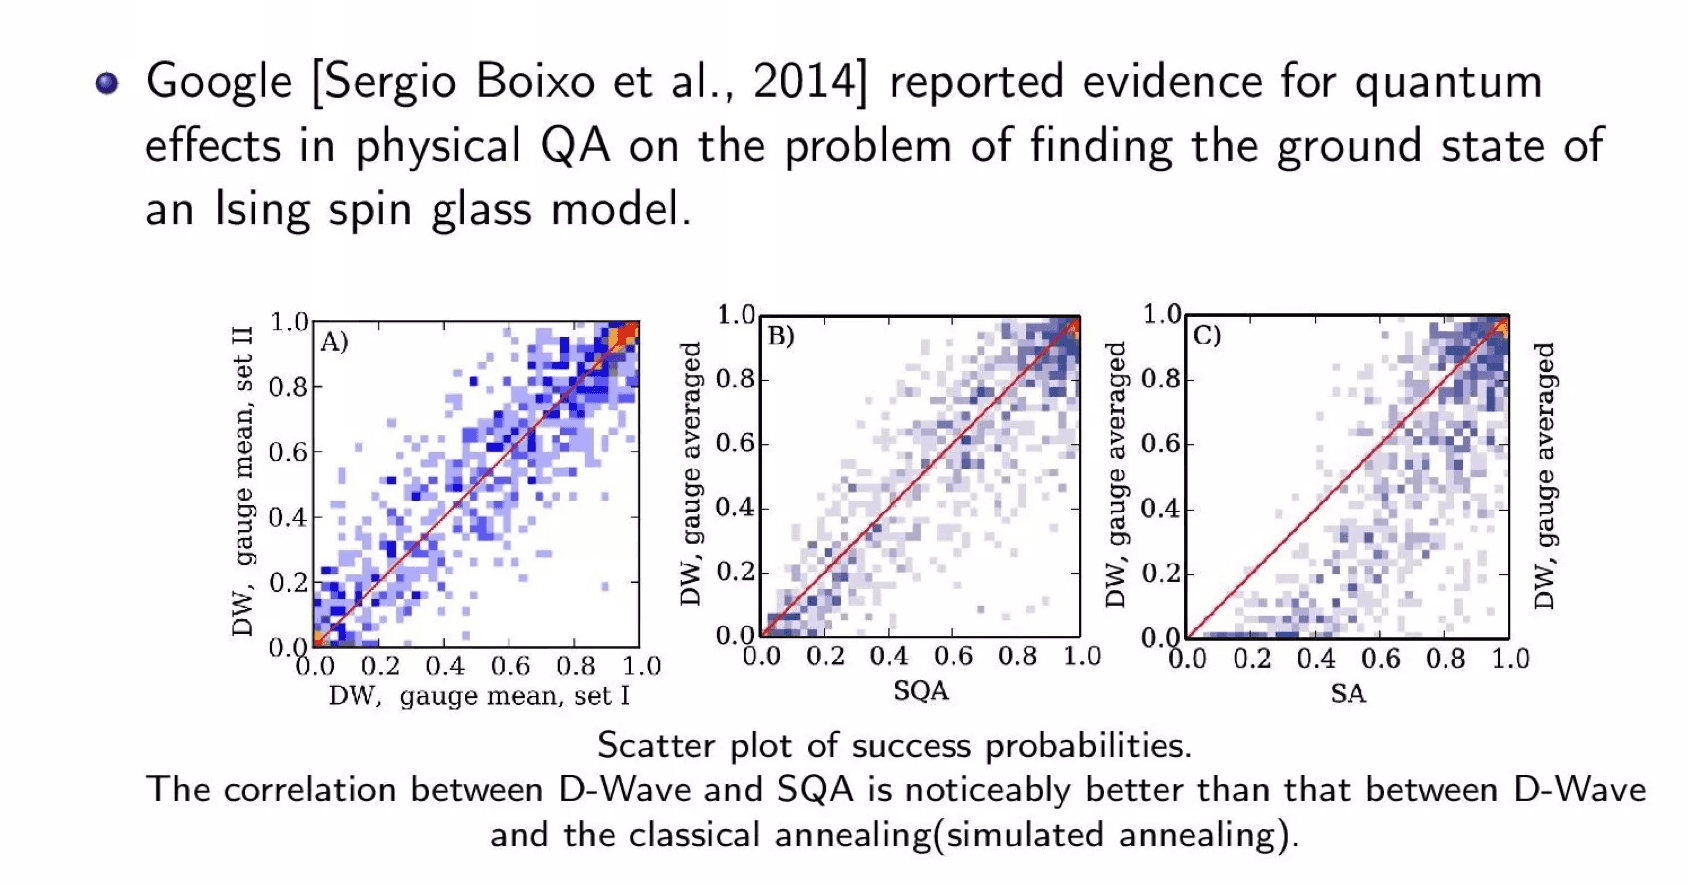 Google [Sergio Boixo et al., 2014] reported evidence for quantum
effects in physical QA on the problem of finding the ground state of
an Ising spin glass model.
A)
DW, gauge mean, set II
1.0
0.8
0.6
0.4
0.2
0.0
0.0 0.2 0.4 0.6 0.8 1.0
DW, gauge mean, set I
B)
DW, gauge averaged
1.0
0.8
0.6
0.4
0.2
0.0
0.0 0.2 0.4 0.6 0.8 1.0
SQA
C)
DW, gauge averaged
1.0
0.8
0.6
0.4
0.2
0.0
0.0 0.2 0.4 0.6 0.8 1.0
SA
DW, gauge averaged
Scatter plot of success probabilities.
The correlation between D-Wave and SQA is noticeably better than that between D-Wave
and the classical annealing(simulated annealing).